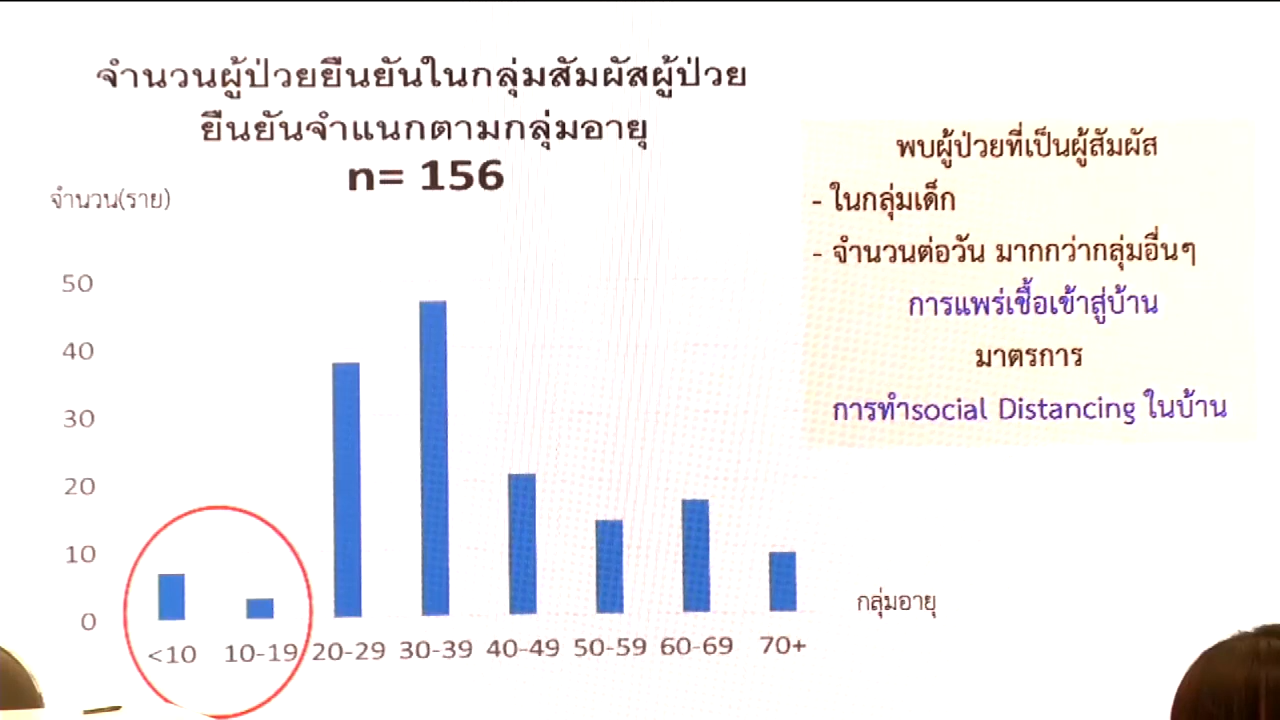 จำนวนผู้ป่วยยืนยันในกลุ่มสัมผัสผู้ป่วย
ยืนยันจำแนกตามกลุ่มอายุ
n= 156
จำนวน(ราย)
50
40
30
20
10
0
<10 10-19 20-29 30-39 40-49 50-59 60-69 70+
กลุ่มอายุ
พบผู้ป่วยที่เป็นผู้สัมผัส
- ในกลุ่มเด็ก
- จำนวนต่อวัน มากกว่ากลุ่มอื่นๆ
การแพร่เชื้อเข้าสู่บ้าน
มาตรการ
การทำsocial Distancing ในบ้าน